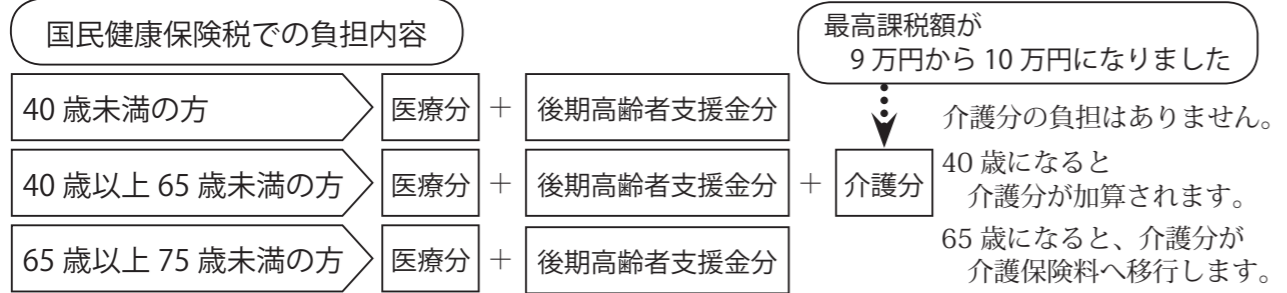 国民健康保険税での負担内容
最高課税額が
9万円から10万円になりました
40歳未満の方 医療分 + 後期高齢者支援金分
介護分の負担はありません。
40歳以上65歳未満の方 医療分 + 後期高齢者支援金分 + 介護分
40歳になると
介護分が加算されます。
65歳以上75歳未満の方 医療分 + 後期高齢者支援金分
65歳になると、介護分が
介護保険料へ移行します。